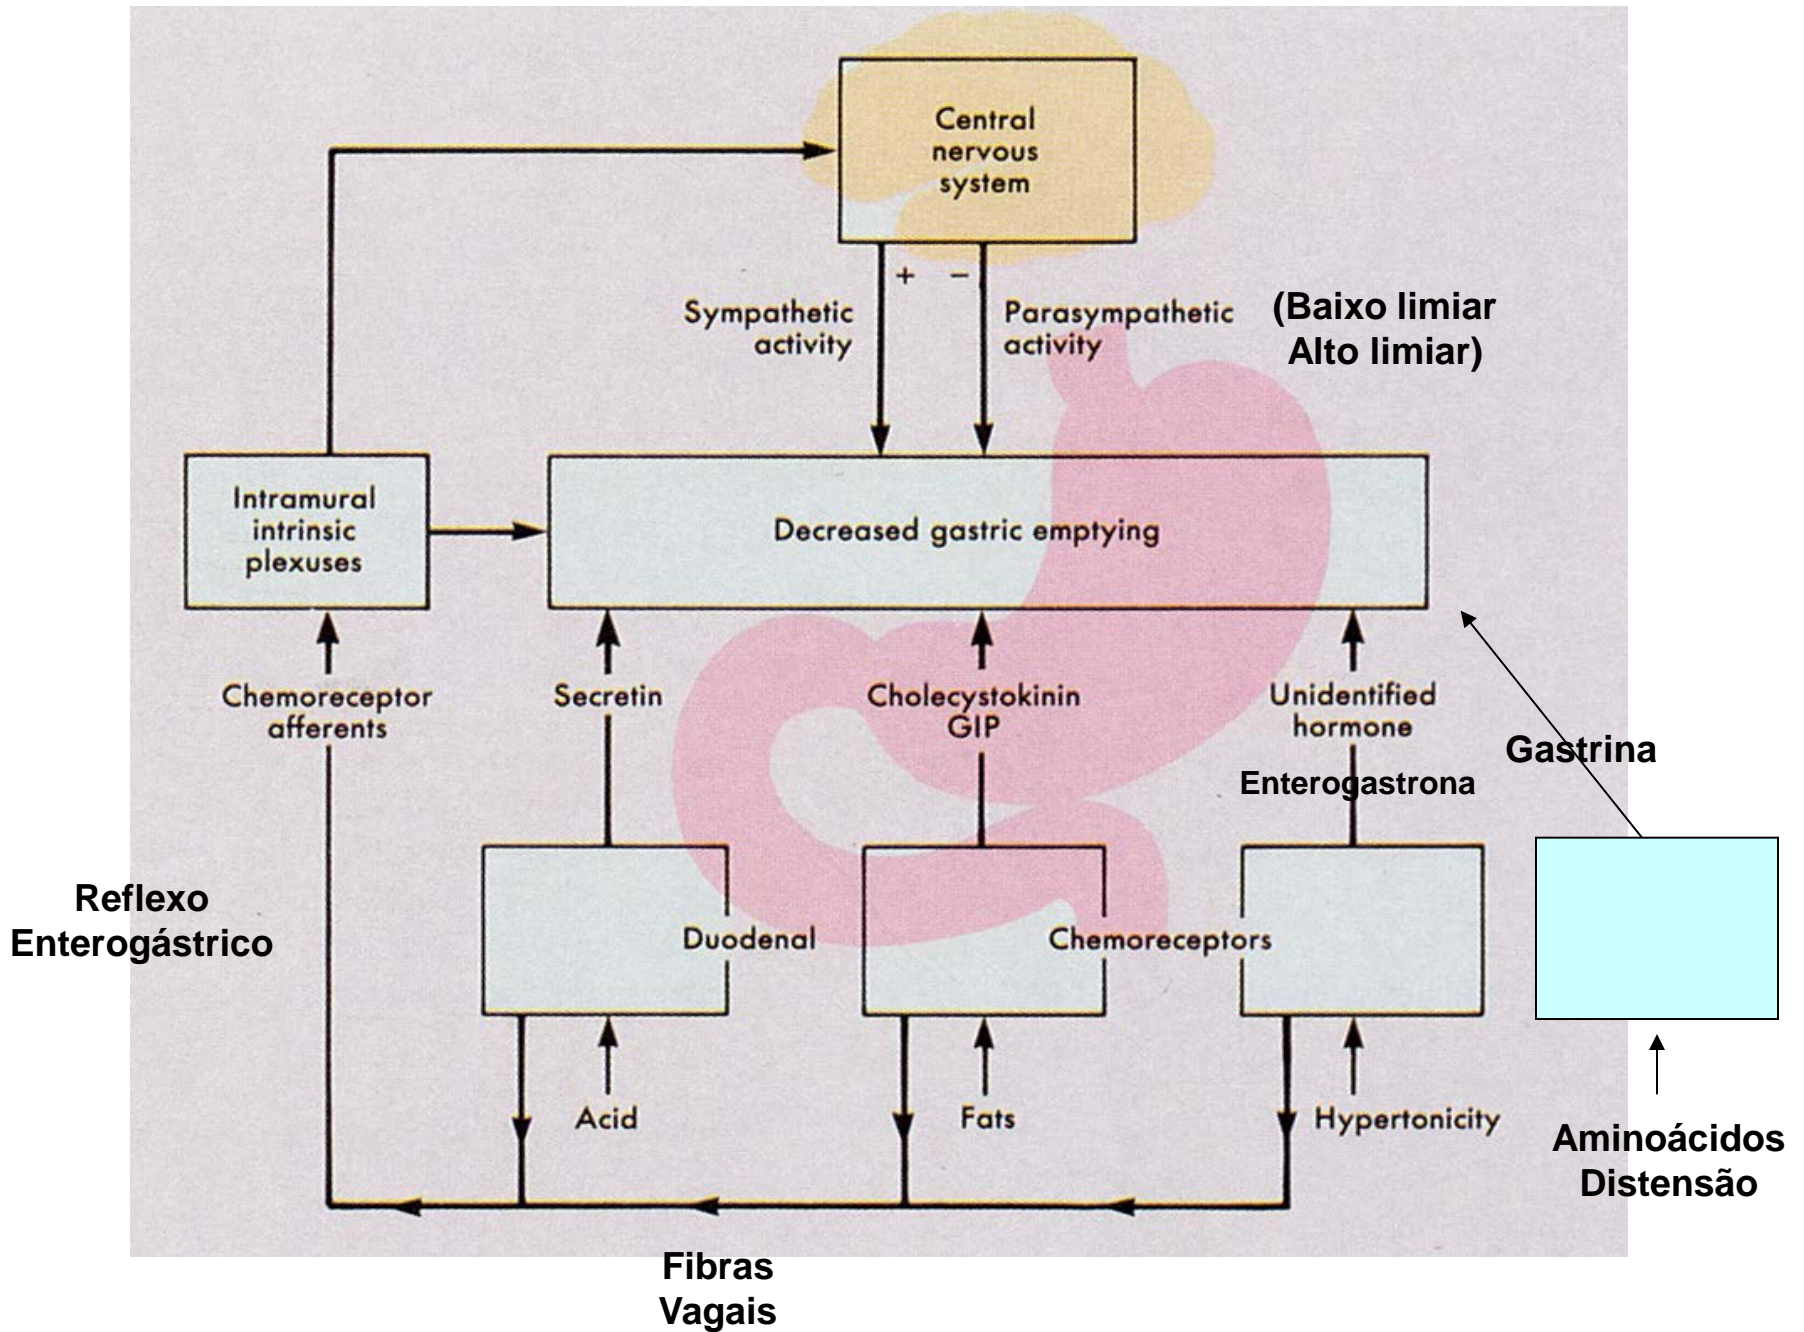 Central
nervous
system
+ −
Sympathetic
activity
Parasympathetic
activity
(Baixo limiar
Alto limiar)
Intramural
intrinsic
plexuses
Decreased gastric emptying
Chemoreceptor
afferents
Secretin
Cholecystokinin
GIP
Unidentified
hormone
Enterogastrona
Gastrina
Reflexo
Enterogástrico
Duodenal
Chemoreceptors
Acid
Fats
Hypertonicity
Aminoácidos
Distensão
Fibras
Vagais